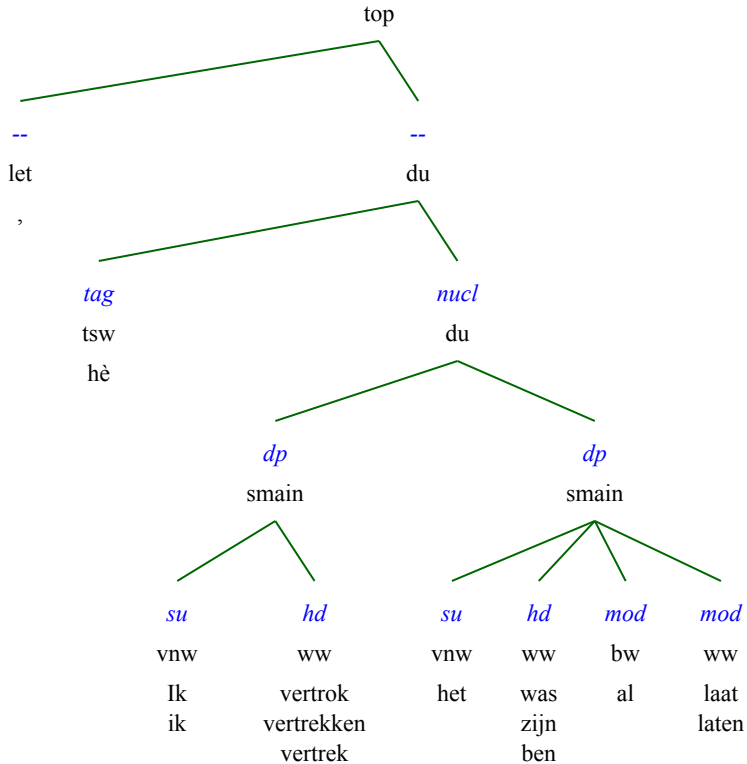 top
-- --
let du
,
tag nucl
tsw du
hè
dp dp
smain smain
su hd su hd mod mod
vnw ww vnw ww bw ww
Ik vertrok het was al laat
ik vertrekken zijn laten
vertrek ben